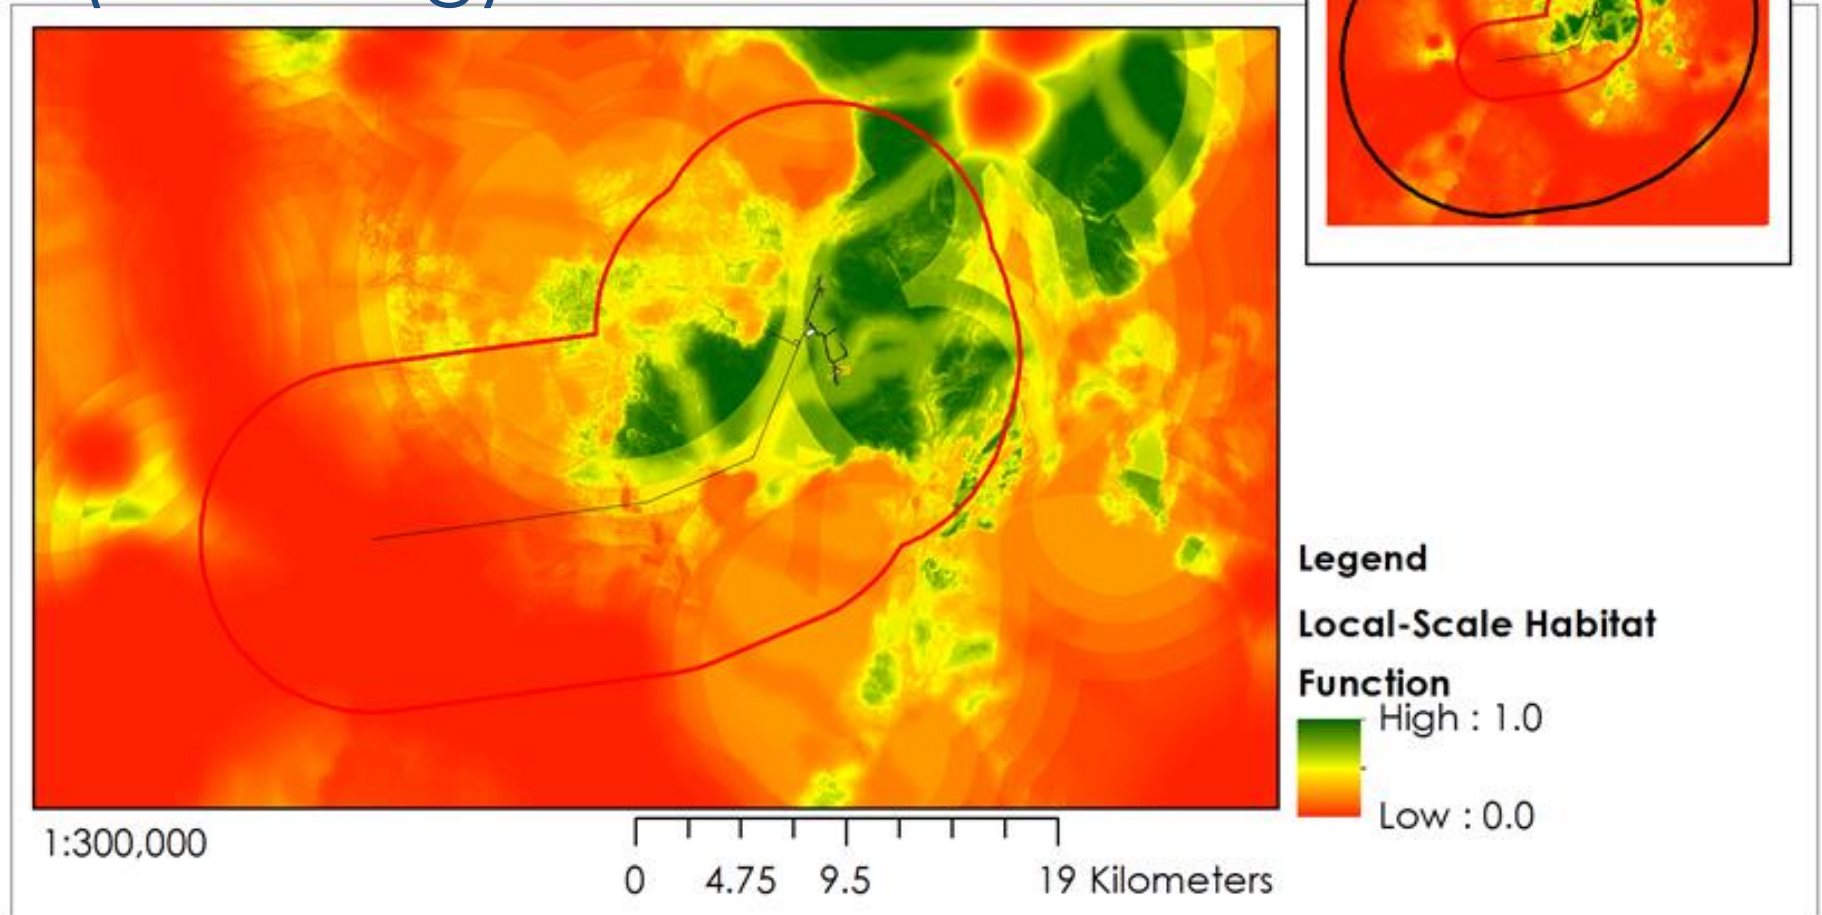 Legend
Local-Scale Habitat
Function
High : 1.0
Low : 0.0
1:300,000
0 4.75 9.5 19 Kilometers